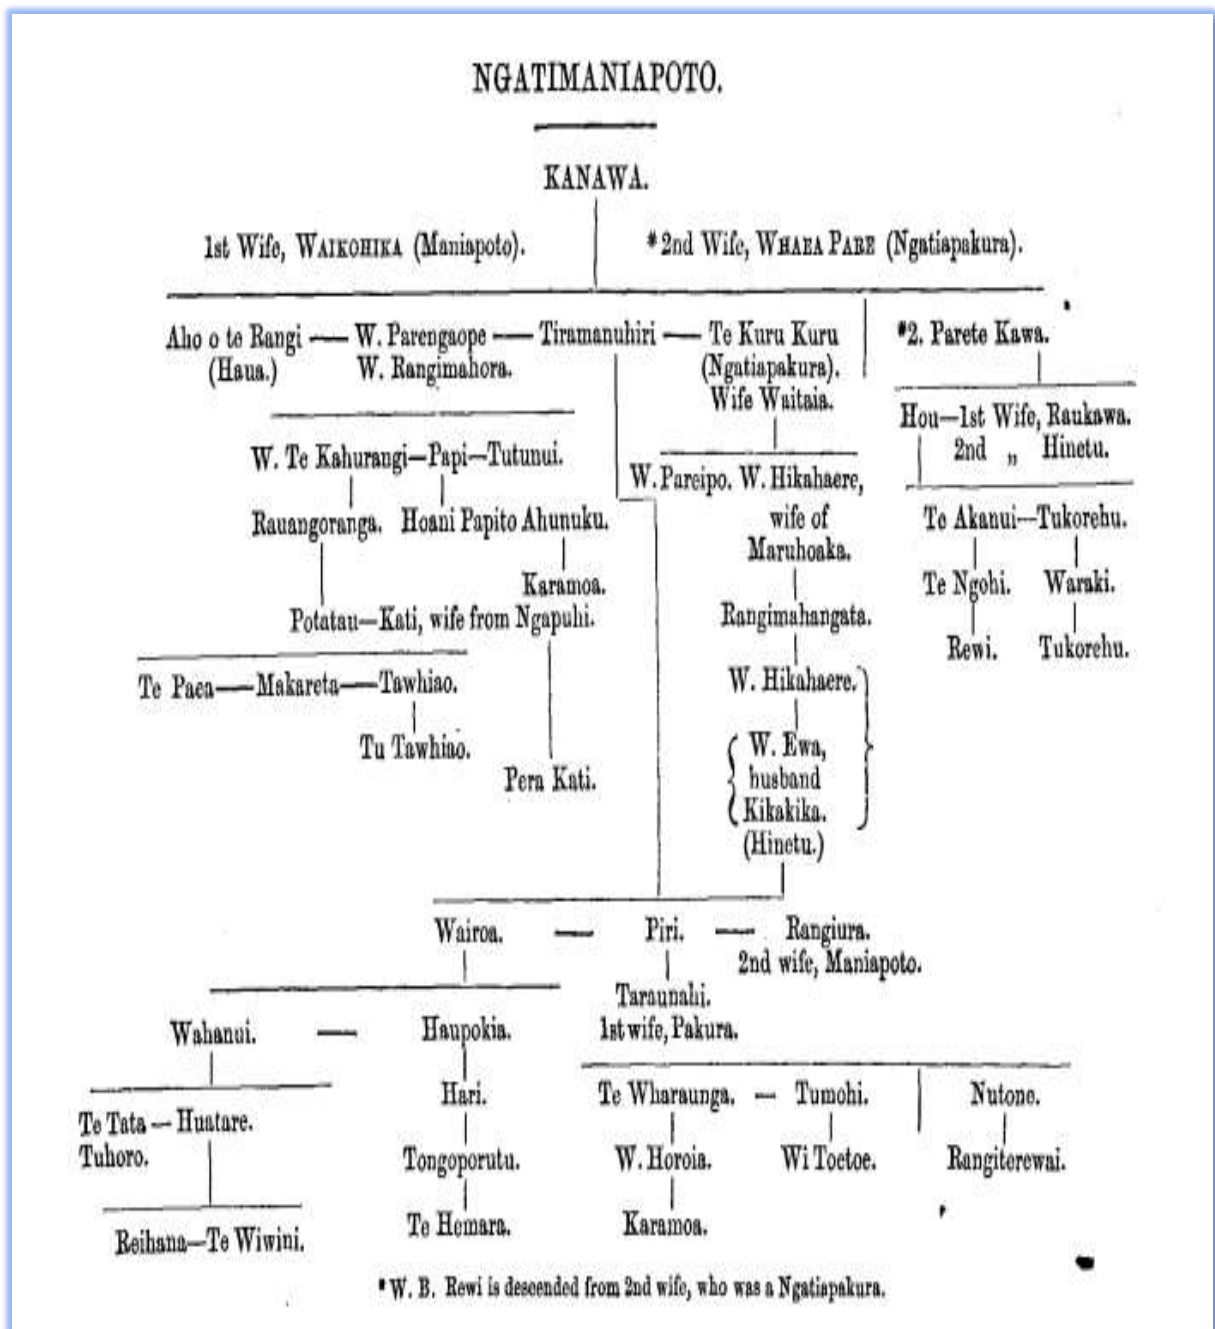 NGATIMANIAPOTO.
KANAWA.
1st Wife, WAIKOHIKA (Maniapoto).
*2nd Wife, WHAEA PARE (Ngatiapakura).
Aho o te Rangi — W. Parengaope — Tiramanuhiri — Te Kuru Kuru
(Haua.)
W. Rangimahora.
(Ngatiapakura).
Wife Waitaia.
*2. Parete Kawa.
Hou—1st Wife, Raukawa.
2nd „ Hinetu.
W. Te Kahurangi—Papi—Tutunui.
W. Pareipo. W. Hikahaere,
wife of
Maruhoaka.
Te Akanui—Tukorehu.
Rauangoranga. Hoani Papito Ahunuku.
Karamoa.
Te Ngohi. Waraki.
Potatau—Kati, wife from Ngapuhi.
Rangimahangata.
Rewi. Tukorehu.
Te Paea—Makareta—Tawhiao.
W. Hikahaere.
Tu Tawhiao.
Pera Kati.
W. Ewa,
husband
Kikakika.
(Hinetu.)
Wairoa. — Piri. — Rangiura.
2nd wife, Maniapoto.
Taraunahi.
1st wife, Pakura.
Wahanui. — Haupokia.
Hari.
Te Wharaunga. — Tumohi.
Nutone.
Te Tata — Huatare.
Tuhoro.
Tongoporutu.
W. Horoia.
Wi Toetoe.
Rangiterewai.
Te Hemara.
Karamoa.
Reihana—Te Wiwini.
*W. B. Rewi is descended from 2nd wife, who was a Ngatiapakura.